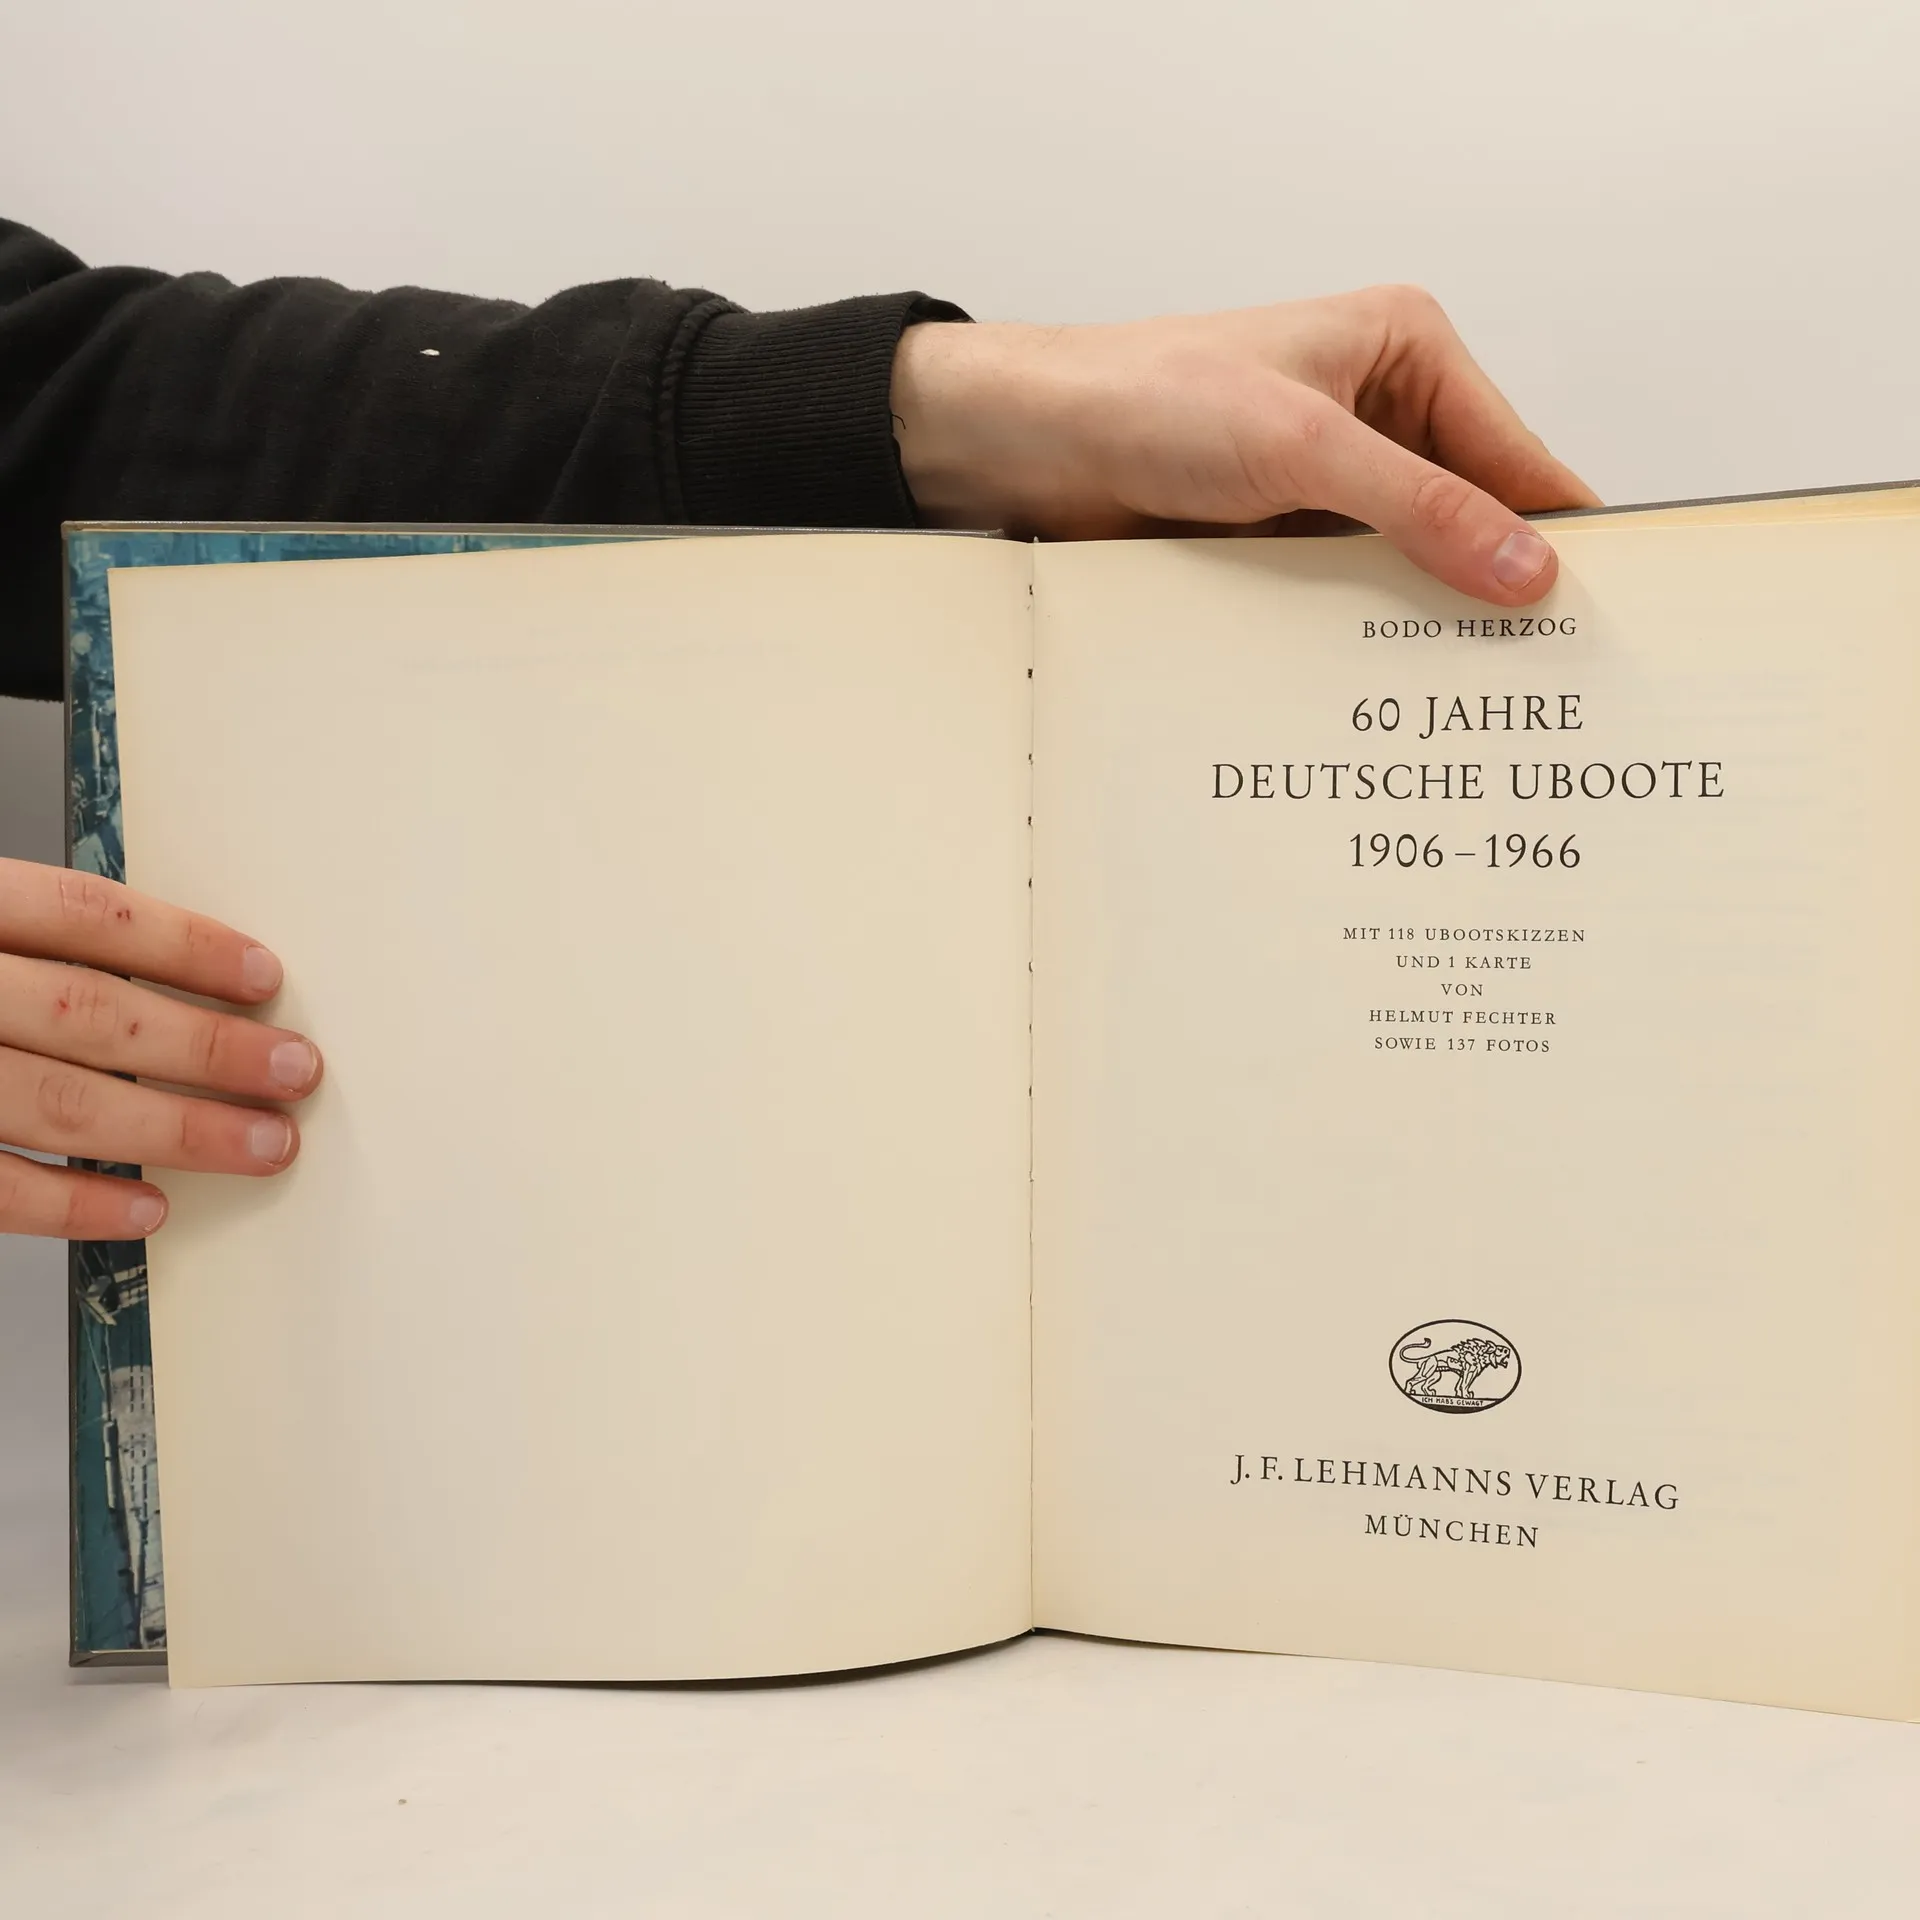 BODO HERZOG
60 JAHRE
DEUTSCHE UBOOTE
1906–1966
MIT 118 UBOOTSKIZZEN
UND 1 KARTE
VON
HELMUT FECHTER
SOWIE 137 FOTOS
ICH HABS GEWAGT
J. F. LEHMANNS VERLAG
MÜNCHEN